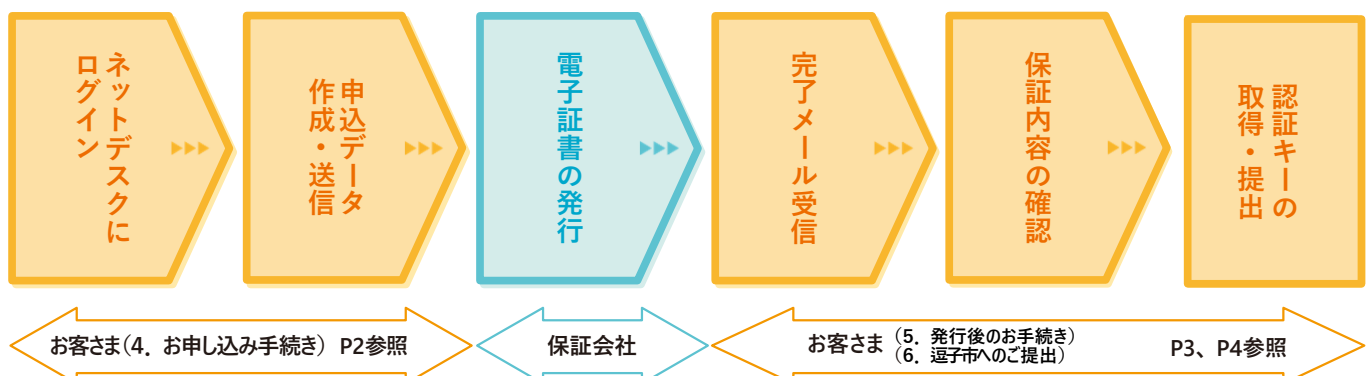 ネットデスクに
ログイン
申込データ
作成・送信
電子証書の発行
完了メール受信
保証内容の確認
認証キーの
取得・提出
お客さま（4．お申し込み手続き） P2参照
保証会社
お客さま（5．発行後のお手続き）
（6．逗子市へのご提出）
P3、P4参照